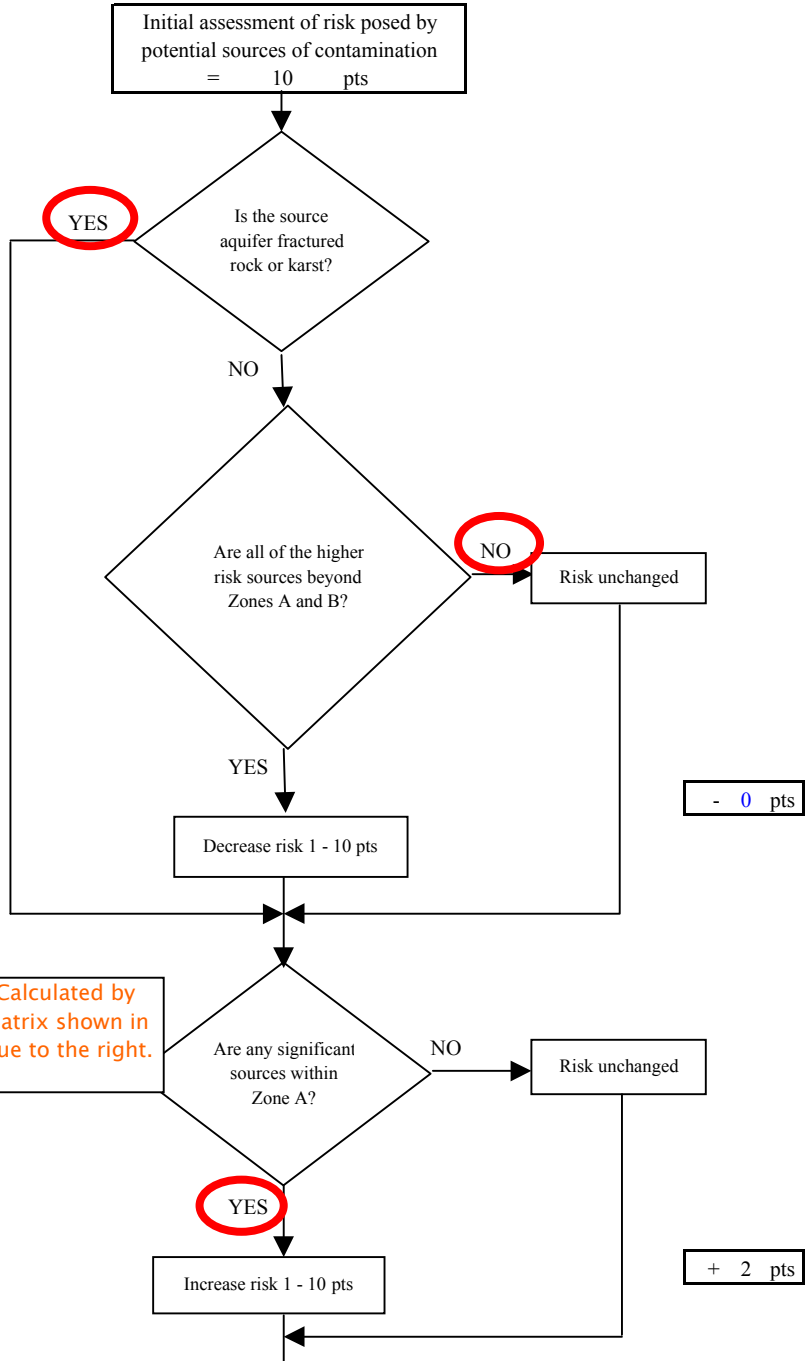 Initial assessment of risk posed by
potential sources of contamination
= 10 pts
Is the source
aquifer fractured
rock or karst?
YES
NO
Are all of the higher
risk sources beyond
Zones A and B?
NO
Risk unchanged
YES
- 0 pts
Decrease risk 1 - 10 pts
Calculated by
atrix shown in
ue to the right.
Are any significant
sources within
Zone A?
NO
Risk unchanged
YES
+ 2 pts
Increase risk 1 - 10 pts